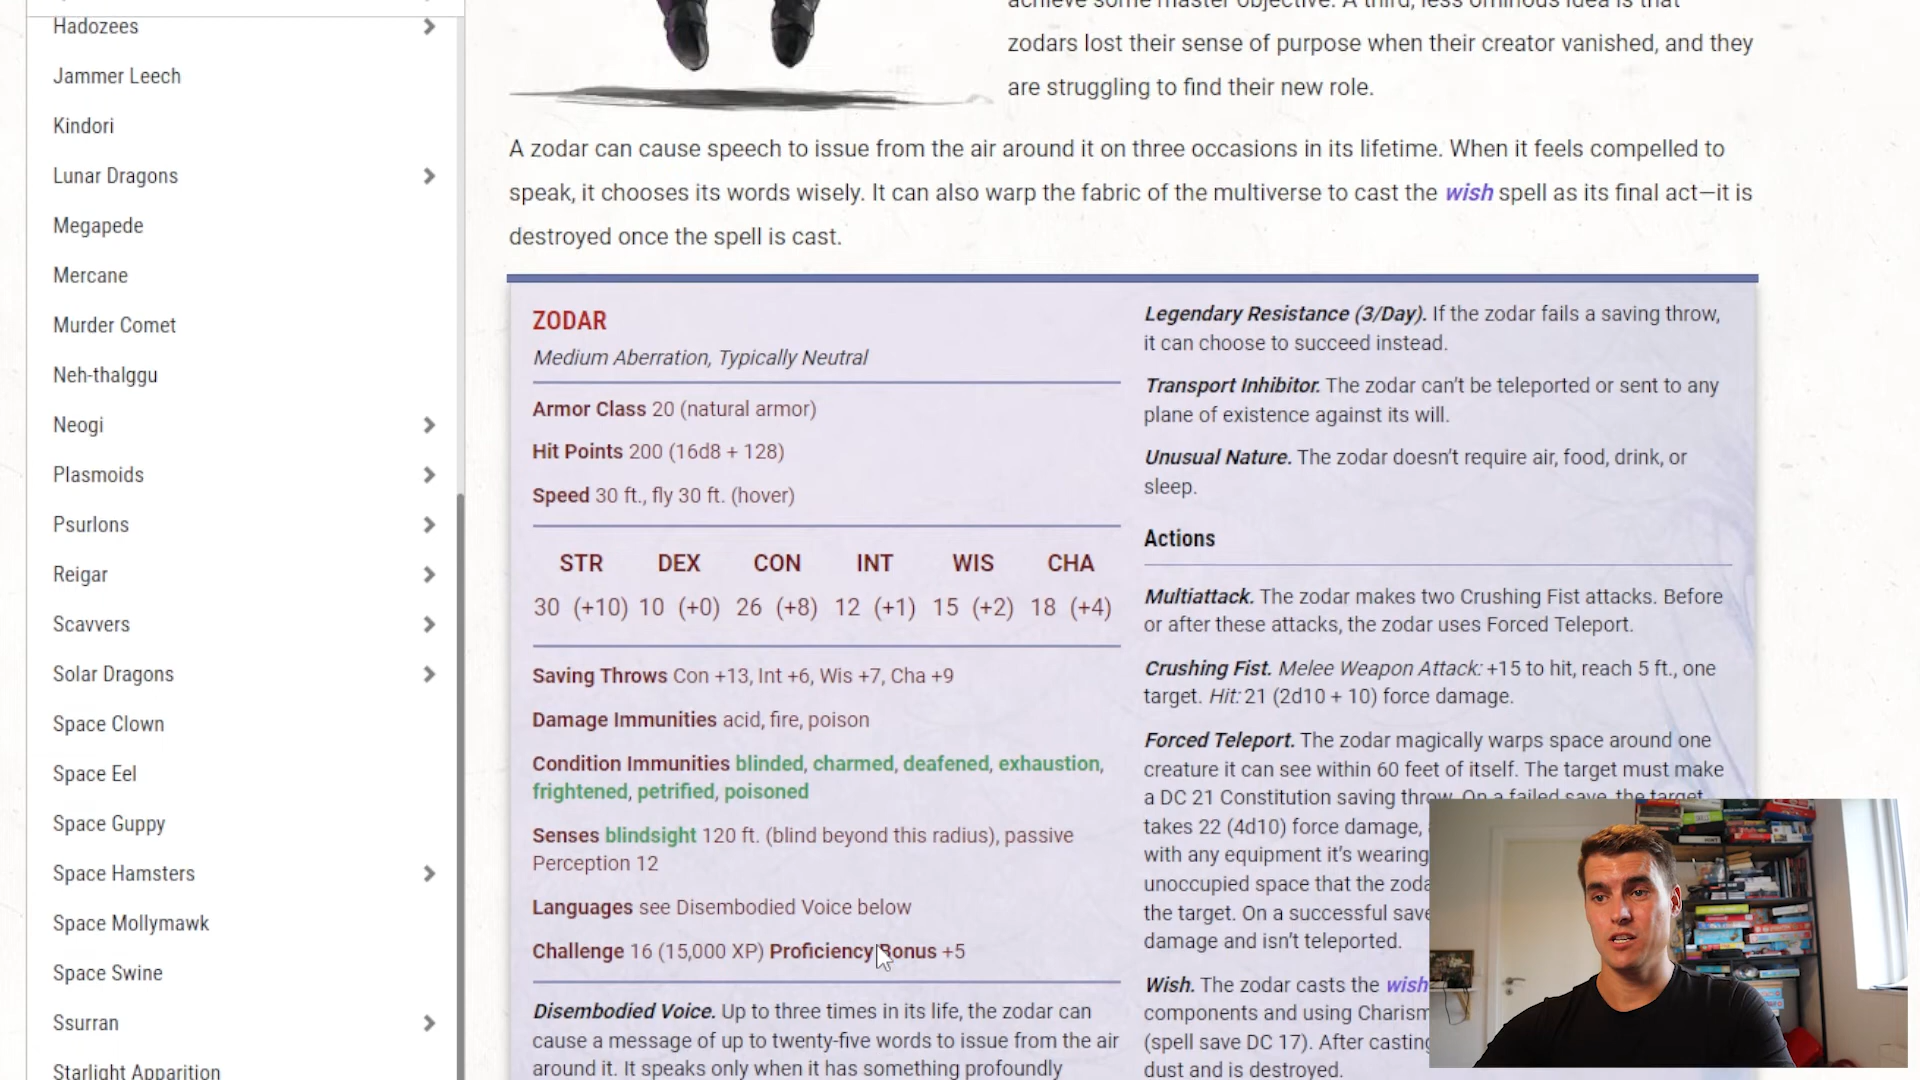 Hadozees
Jammer Leech
Kindori
Lunar Dragons
Megapede
Mercane
Murder Comet
Neh-thalggu
Neogi
Plasmoids
Psurlons
Reigar
Scavvers
Solar Dragons
Space Clown
Space Eel
Space Guppy
Space Hamsters
Space Mollymawk
Space Swine
Ssurran
Starlight Apparition
achieve some master objective. A third, less ominous idea is that
zodars lost their sense of purpose when their creator vanished, and they
are struggling to find their new role.
A zodar can cause speech to issue from the air around it on three occasions in its lifetime. When it feels compelled to
speak, it chooses its words wisely. It can also warp the fabric of the multiverse to cast the wish spell as its final act—it is
destroyed once the spell is cast.
ZODAR
Medium Aberration, Typically Neutral
Armor Class 20 (natural armor)
Hit Points 200 (16d8 + 128)
Speed 30 ft., fly 30 ft. (hover)
STR DEX CON INT WIS CHA
30 (+10) 10 (+0) 26 (+8) 12 (+1) 15 (+2) 18 (+4)
Saving Throws Con +13, Int +6, Wis +7, Cha +9
Damage Immunities acid, fire, poison
Condition Immunities blinded, charmed, deafened, exhaustion,
frightened, petrified, poisoned
Senses blindsight 120 ft. (blind beyond this radius), passive
Perception 12
Languages see Disembodied Voice below
Challenge 16 (15,000 XP) Proficiency Bonus +5
Disembodied Voice. Up to three times in its life, the zodar can
cause a message of up to twenty-five words to issue from the air
around it. It speaks only when it has something profoundly
Legendary Resistance (3/Day). If the zodar fails a saving throw,
it can choose to succeed instead.
Transport Inhibitor. The zodar can't be teleported or sent to any
plane of existence against its will.
Unusual Nature. The zodar doesn't require air, food, drink, or
sleep.
Actions
Multiattack. The zodar makes two Crushing Fist attacks. Before
or after these attacks, the zodar uses Forced Teleport.
Crushing Fist. Melee Weapon Attack: +15 to hit, reach 5 ft., one
target. Hit: 21 (2d10 + 10) force damage.
Forced Teleport. The zodar magically warps space around one
creature it can see within 60 feet of itself. The target must make
a DC 21 Constitution saving throw. On a failed save, the target
takes 22 (4d10) force damage,
with any equipment it's wearing
unoccupied space that the zoda
the target. On a successful save
damage and isn't teleported.
Wish. The zodar casts the wish
components and using Charism
(spell save DC 17). After casting
dust and is destroyed.